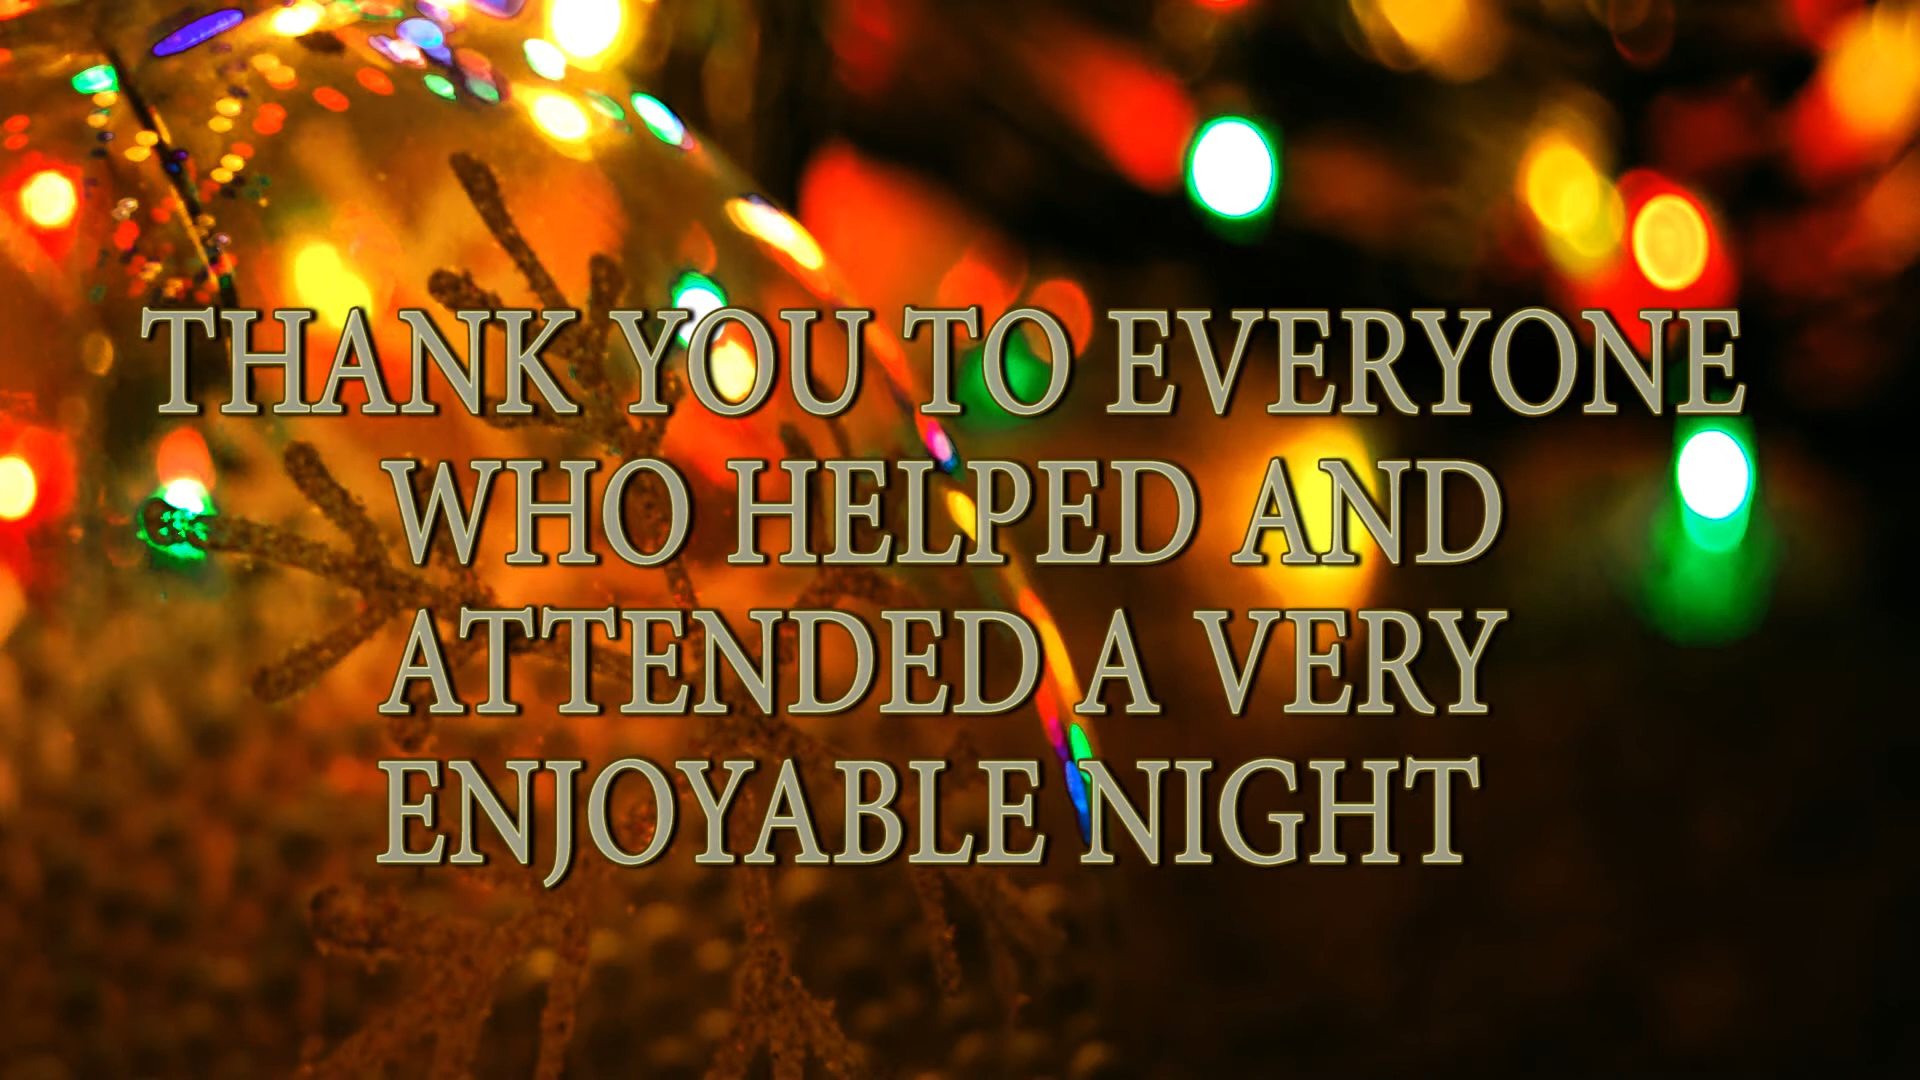 THANK YOU TO EVERYONE
WHO HELPED AND
ATTENDED A VERY
ENJOYABLE NIGHT